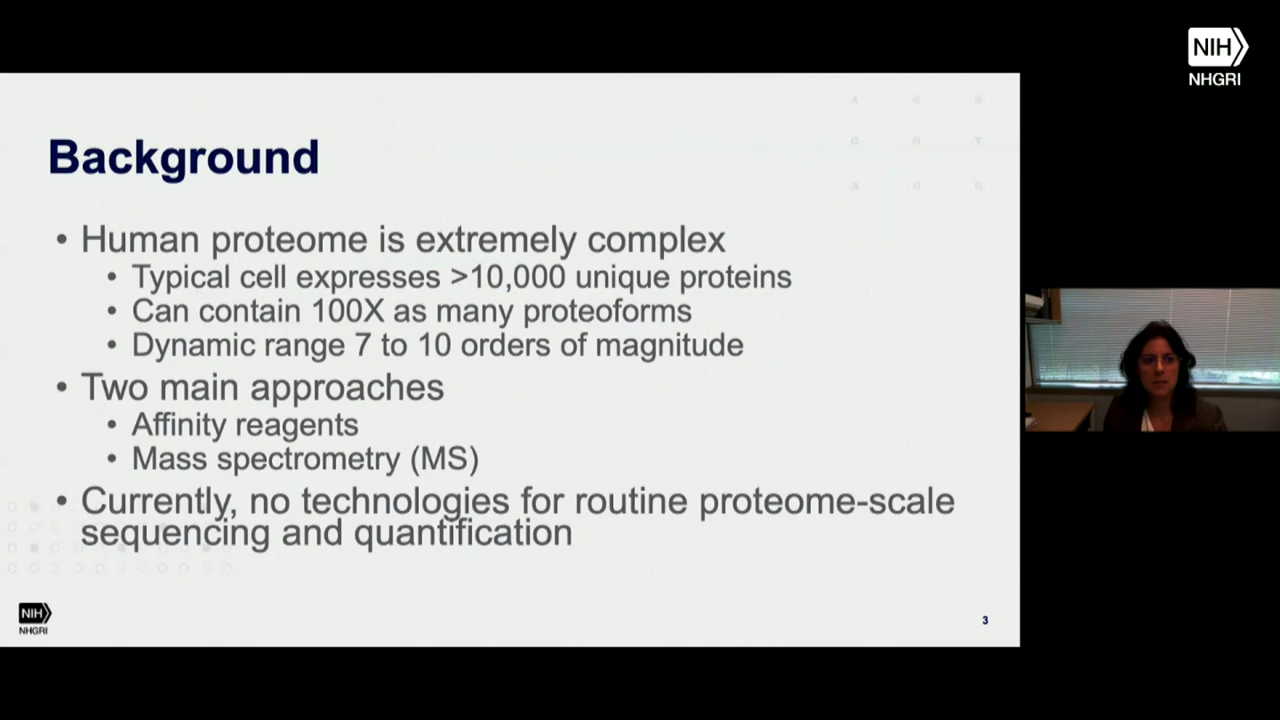 NIH
NHGRI
Background
• Human proteome is extremely complex
• Typical cell expresses >10,000 unique proteins
• Can contain 100X as many proteoforms
• Dynamic range 7 to 10 orders of magnitude
• Two main approaches
• Affinity reagents
• Mass spectrometry (MS)
• Currently, no technologies for routine proteome-scale
sequencing and quantification
NIH
NHGRI
3